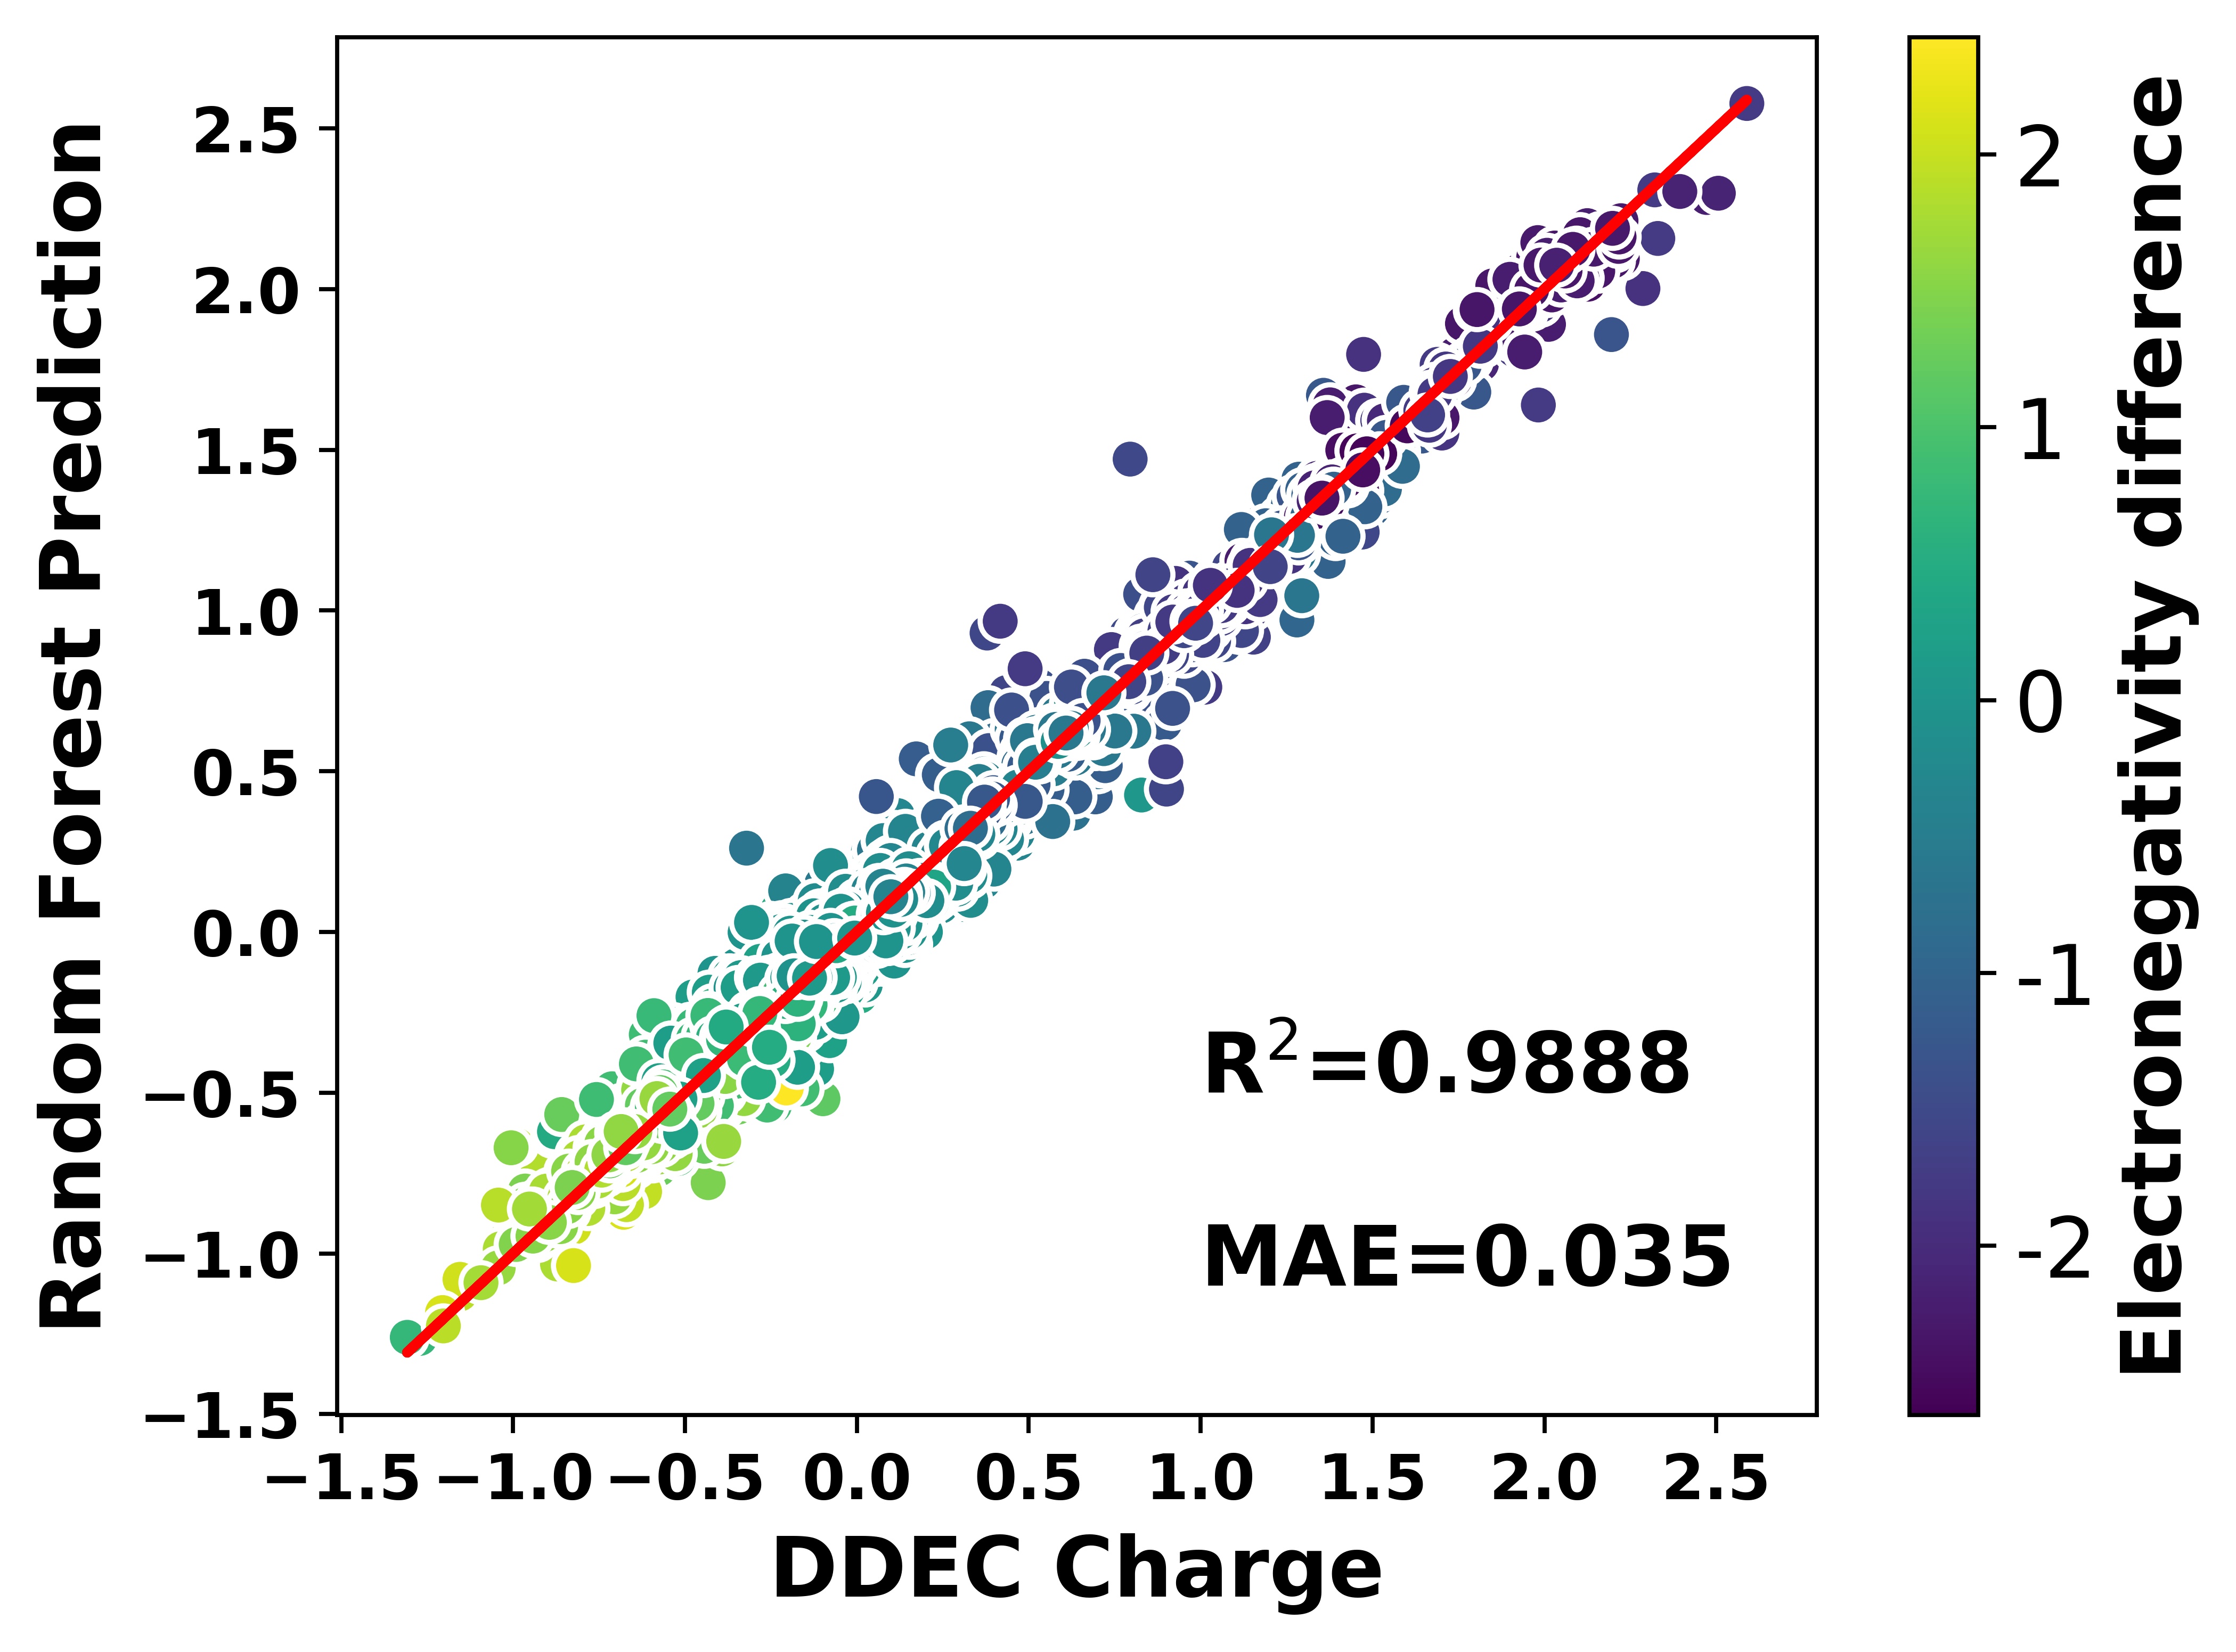 Random Forest Prediction
2.5
2.0
1.5
1.0
0.5
0.0
−0.5
−1.0
−1.5
−1.5 −1.0 −0.5 0.0 0.5 1.0 1.5 2.0 2.5
DDEC Charge
R²=0.9888
MAE=0.035
2
1
0
-1
-2
Electronegativity difference